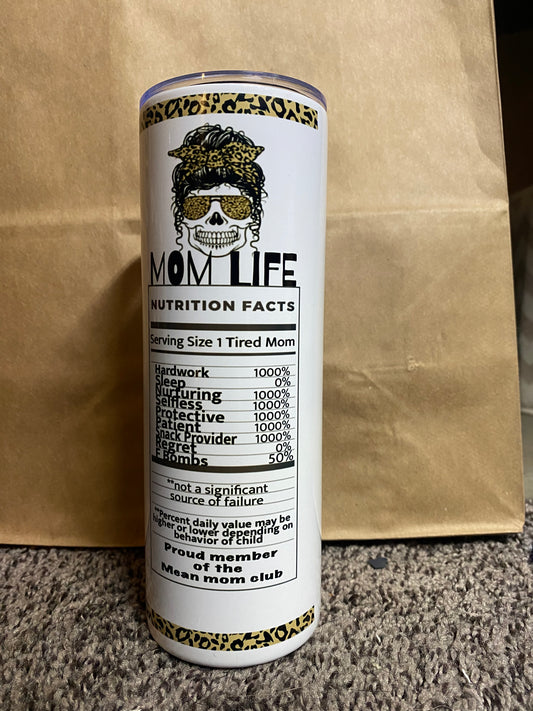 MOM LIFE
NUTRITION FACTS
Serving Size 1 Tired Mom
Hardwork 1000%
Sleep 0%
Nurturing 1000%
Selfless 1000%
Protective 1000%
Patient 1000%
Snack Provider 1000%
Regret 0%
F Bombs 50%
**not a significant
source of failure
**Percent daily value may be
higher or lower depending on
behavior of child
Proud member
of the
Mean mom club